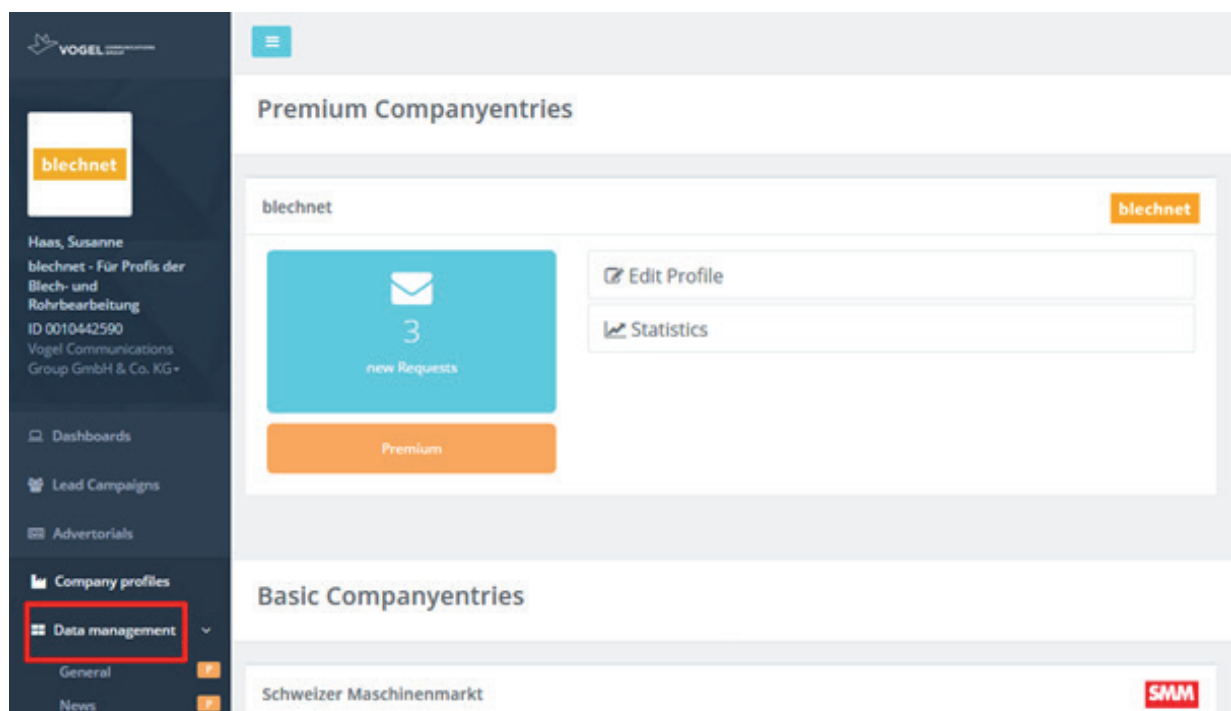 VOGEL COMMUNICATIONS GROUP
blechnet
Haas, Susanne
blechnet - Für Profis der
Blech- und
Rohrbearbeitung
ID 0010442590
Vogel Communications
Group GmbH & Co. KG
Dashboards
Lead Campaigns
Advertorials
Company profiles
Data management
General P
News P
Premium Companyentries
blechnet blechnet
3
new Requests
Premium
Edit Profile
Statistics
Basic Companyentries
Schweizer Maschinenmarkt SMM